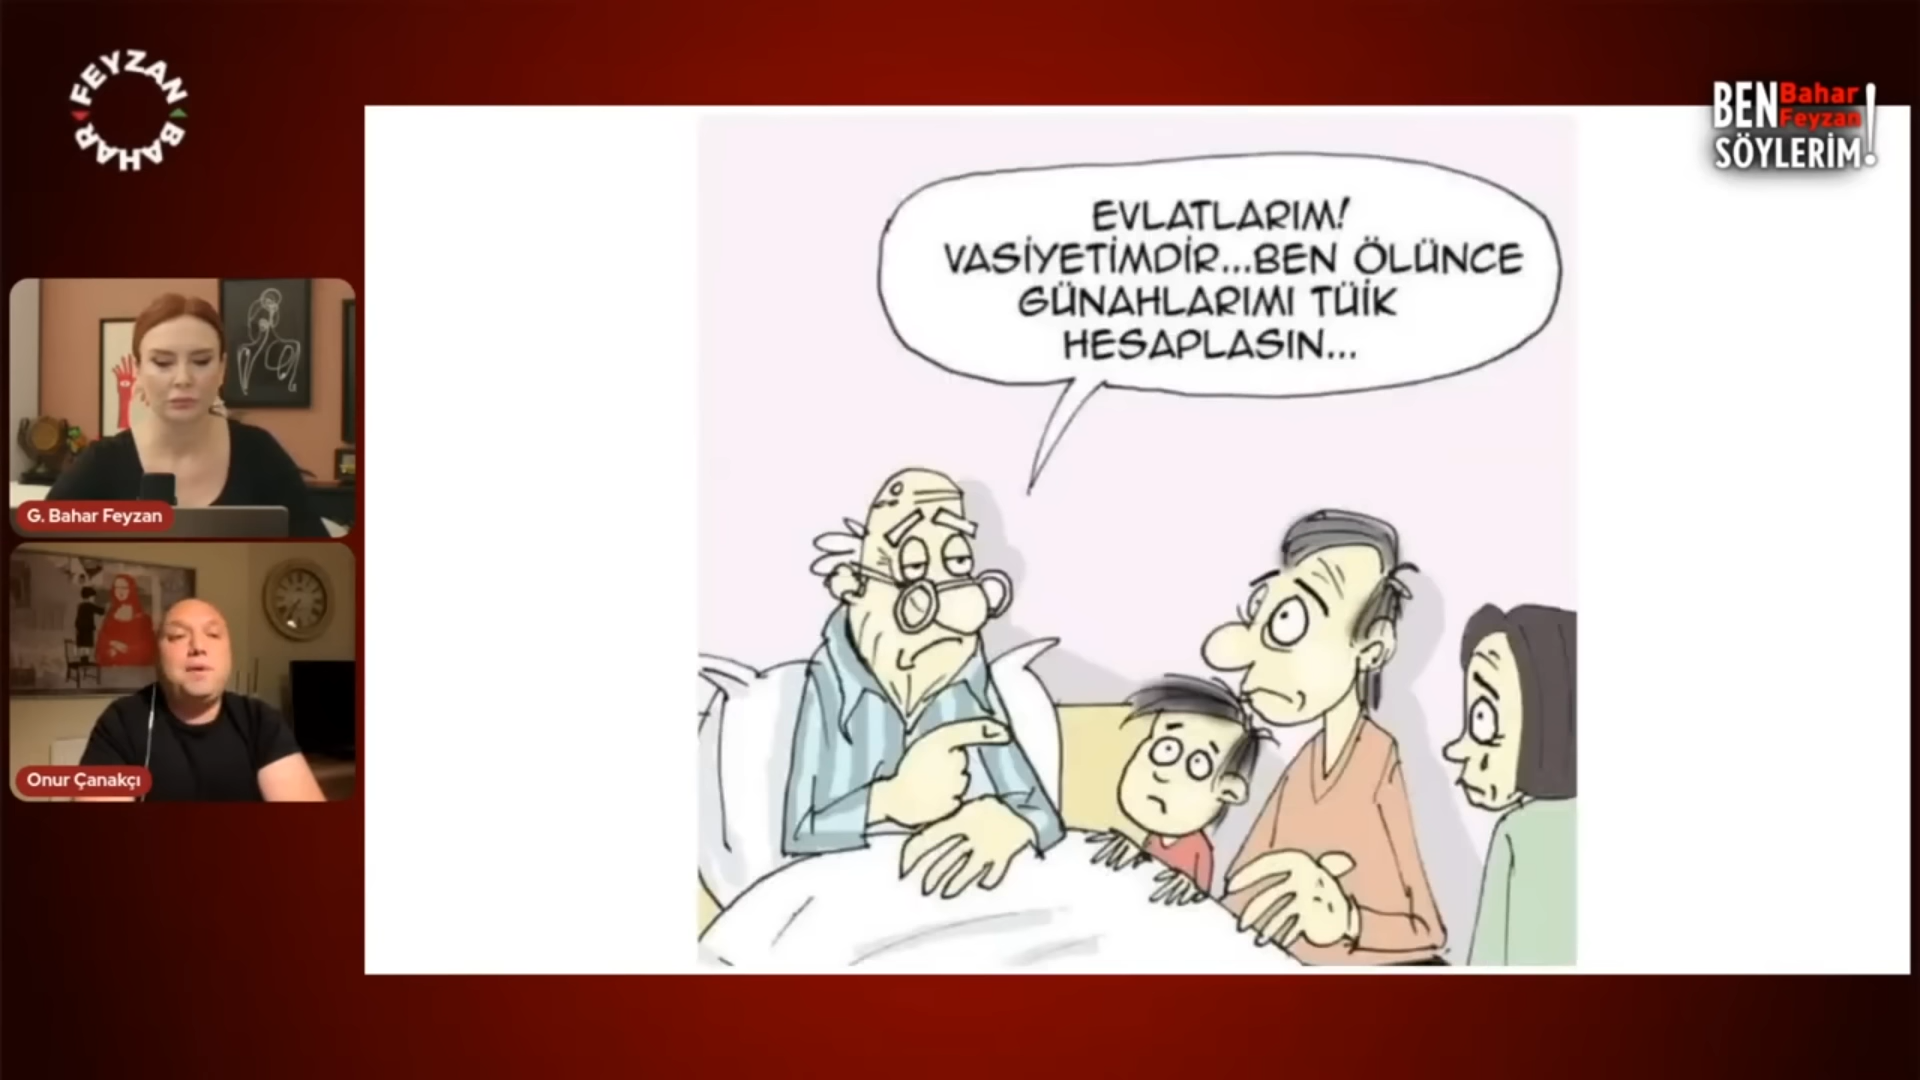 FEYZAN
BAHAR
BEN Bahar
Feyzan
SÖYLERİM!
EVLATLARIM!
VASİYETİMDİR...BEN ÖLÜNCE
GÜNAHLARIMI TÜİK
HESAPLASIN...
G. Bahar Feyzan
Onur Çanakçı